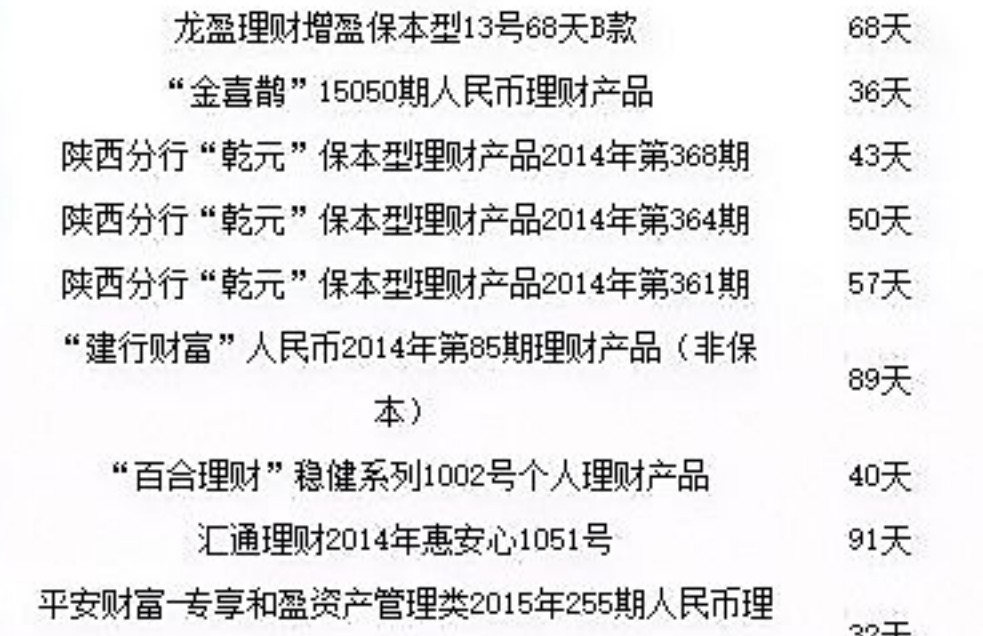 龙盈理财增盈保本型13号68天B款 68天
“金喜鹊”15050期人民币理财产品 36天
陕西分行“乾元”保本型理财产品2014年第368期 43天
陕西分行“乾元”保本型理财产品2014年第364期 50天
陕西分行“乾元”保本型理财产品2014年第361期 57天
“建行财富”人民币2014年第85期理财产品（非保
本） 89天
“百合理财”稳健系列1002号个人理财产品 40天
汇通理财2014年惠安心1051号 91天
平安财富-专享和盈资产管理类2015年255期人民币理